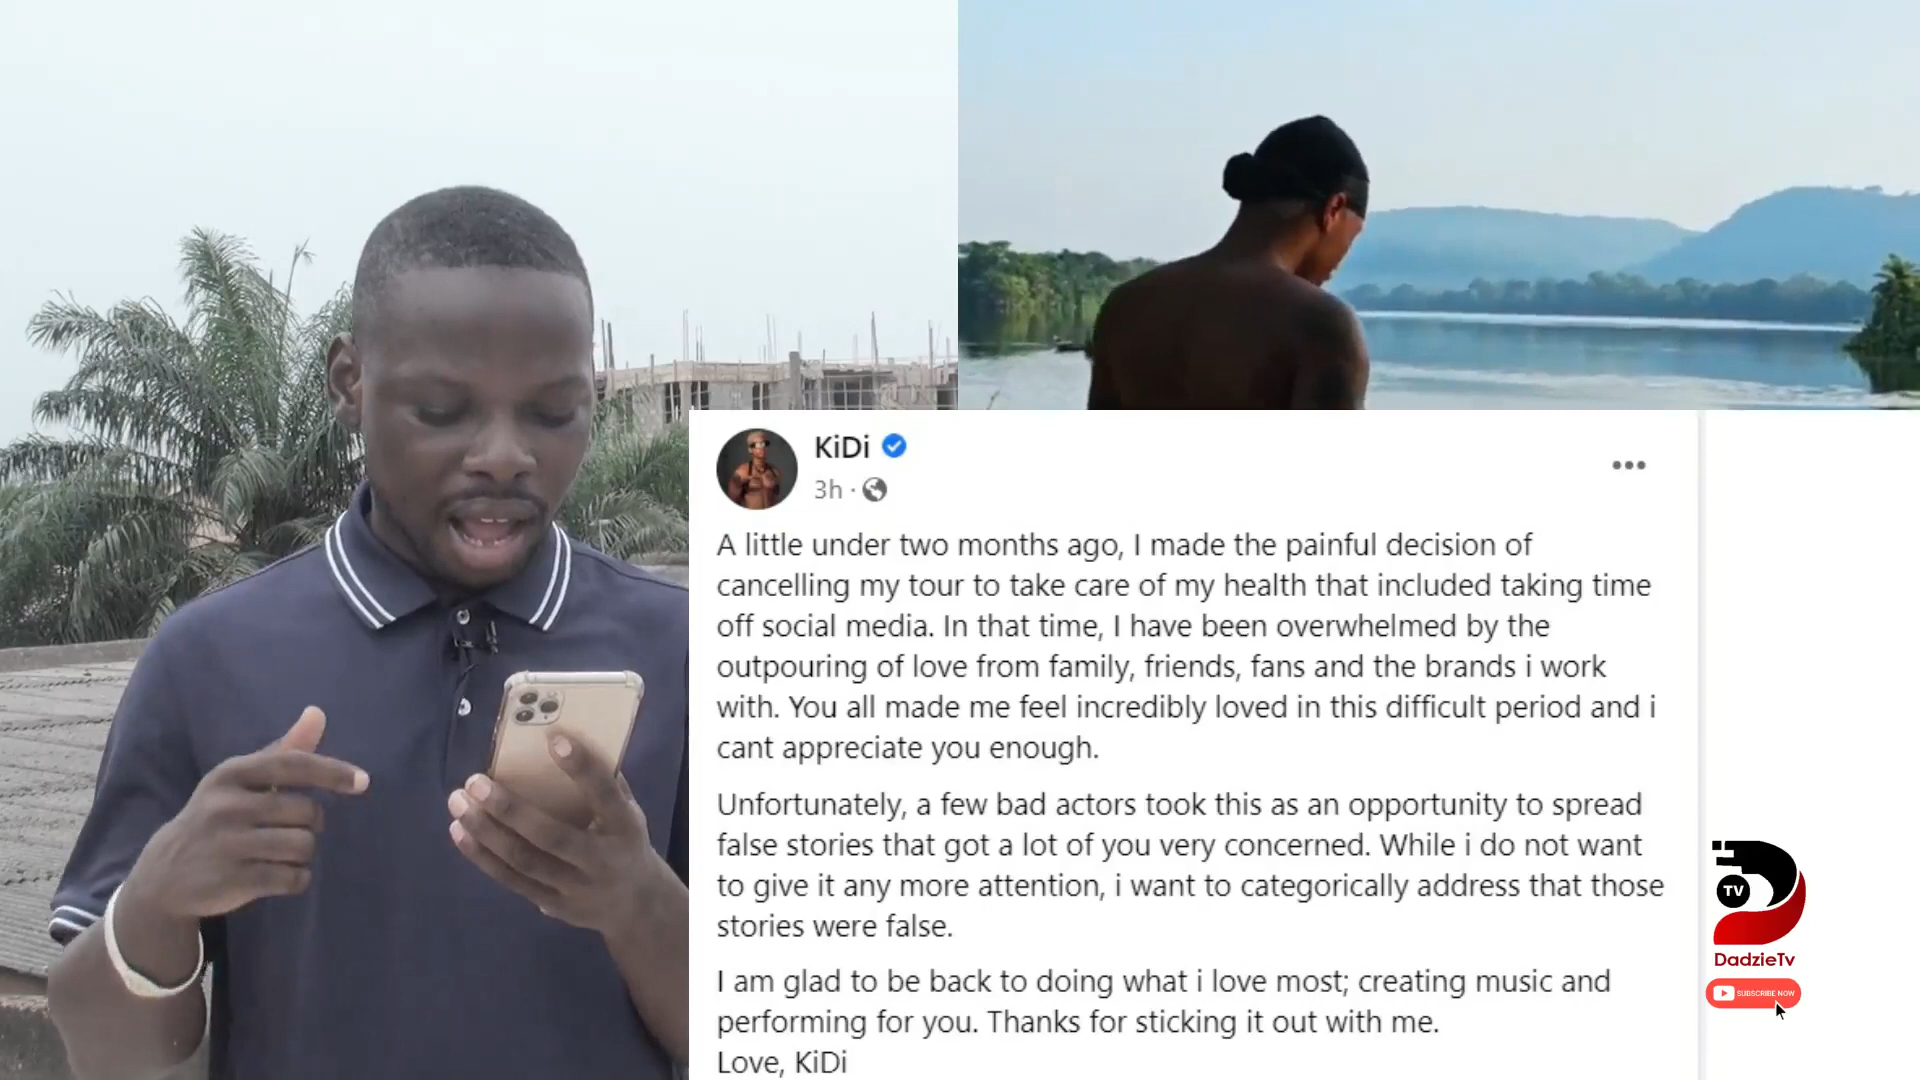 KiDi
3h ·
A little under two months ago, I made the painful decision of
cancelling my tour to take care of my health that included taking time
off social media. In that time, I have been overwhelmed by the
outpouring of love from family, friends, fans and the brands i work
with. You all made me feel incredibly loved in this difficult period and i
cant appreciate you enough.
Unfortunately, a few bad actors took this as an opportunity to spread
false stories that got a lot of you very concerned. While i do not want
to give it any more attention, i want to categorically address that those
stories were false.
I am glad to be back to doing what i love most; creating music and
performing for you. Thanks for sticking it out with me.
Love, KiDi
TV
DadzieTv
SUBSCRIBE NOW